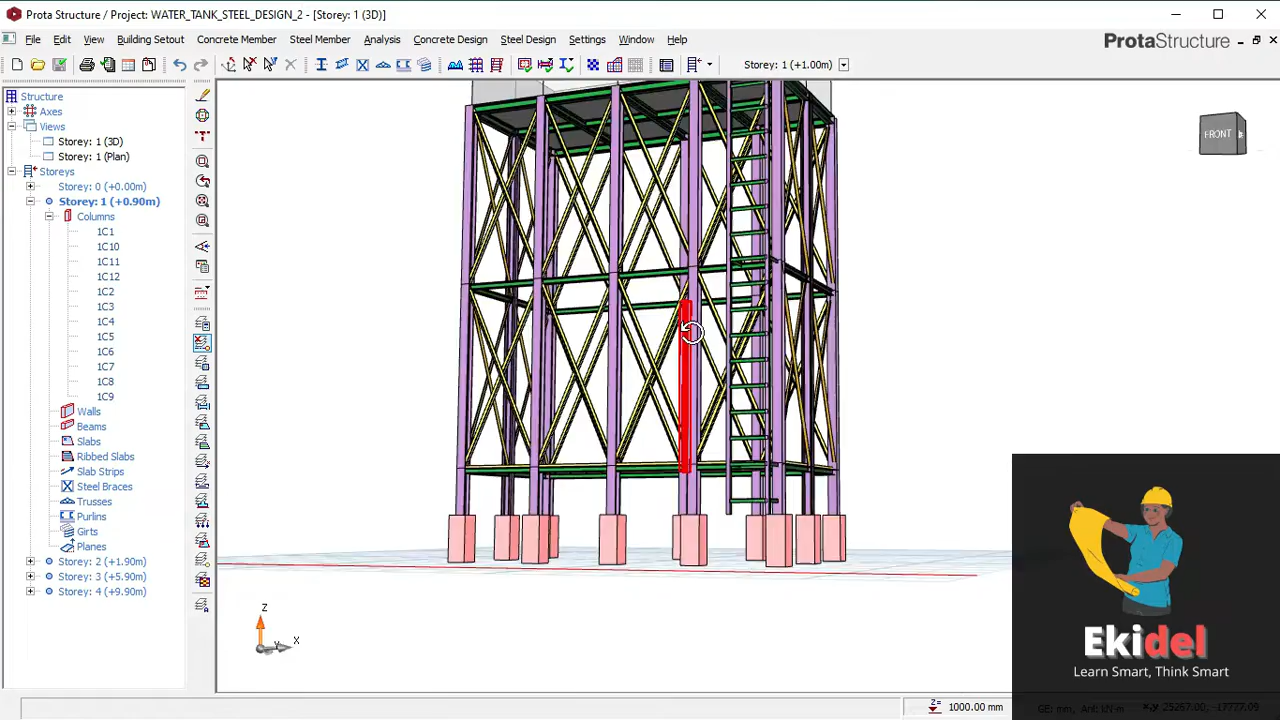 Prota Structure / Project: WATER_TANK_STEEL_DESIGN_2 - [Storey: 1 (3D)]
File Edit View Building Setout Concrete Member Steel Member Analysis Concrete Design Steel Design Settings Window Help
ProtaStructure
Storey: 1 (+1.00m)
Structure
Axes
Views
Storey: 1 (3D)
Storey: 1 (Plan)
Storeys
Storey: 0 (+0.00m)
Storey: 1 (+0.90m)
Columns
1C1
1C10
1C11
1C12
1C2
1C3
1C4
1C5
1C6
1C7
1C8
1C9
Walls
Beams
Slabs
Ribbed Slabs
Slab Strips
Steel Braces
Trusses
Purlins
Girts
Planes
Storey: 2 (+1.90m)
Storey: 3 (+5.90m)
Storey: 4 (+9.90m)
FRONT
Z
Y
X
Ekidel
Learn Smart, Think Smart
Z= 1000.00 mm